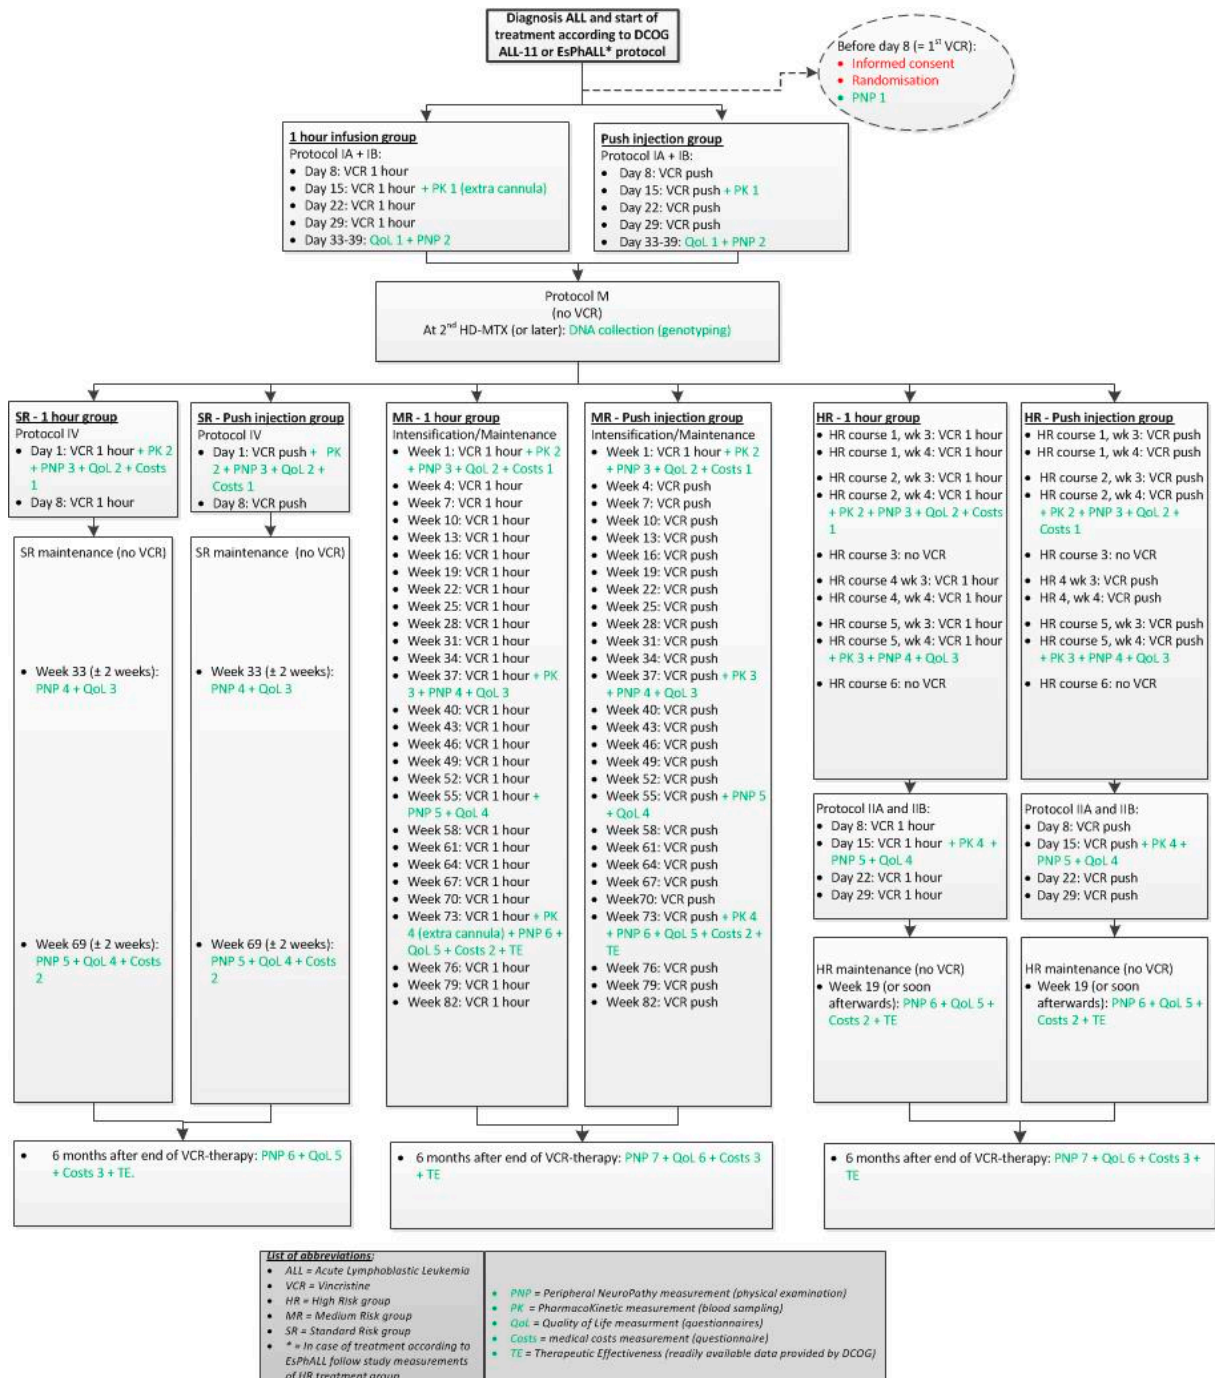 Diagnosis ALL and start of
treatment according to DCOG
ALL-11 or EsPhALL* protocol
Before day 8 (= 1st VCR):
• Informed consent
• Randomisation
• PNP 1
1 hour infusion group
Protocol IA + IB:
• Day 8: VCR 1 hour
• Day 15: VCR 1 hour + PK 1 (extra cannula)
• Day 22: VCR 1 hour
• Day 29: VCR 1 hour
• Day 33-39: QoL 1 + PNP 2
Push injection group
Protocol IA + IB:
• Day 8: VCR push
• Day 15: VCR push + PK 1
• Day 22: VCR push
• Day 29: VCR push
• Day 33-39: QoL 1 + PNP 2
Protocol M
(no VCR)
At 2nd HD-MTX (or later): DNA collection (genotyping)
SR - 1 hour group
Protocol IV
• Day 1: VCR 1 hour + PK 2
+ PNP 3 + QoL 2 + Costs
1
• Day 8: VCR 1 hour
SR maintenance (no VCR)
• Week 33 (± 2 weeks):
PNP 4 + QoL 3
• Week 69 (± 2 weeks):
PNP 5 + QoL 4 + Costs
2
SR - Push injection group
Protocol IV
• Day 1: VCR push + PK
2 + PNP 3 + QoL 2 +
Costs 1
• Day 8: VCR push
SR maintenance (no VCR)
• Week 33 (± 2 weeks):
PNP 4 + QoL 3
• Week 69 (± 2 weeks):
PNP 5 + QoL 4 + Costs
2
• 6 months after end of VCR-therapy: PNP 6 + QoL 5
+ Costs 3 + TE.
MR - 1 hour group
Intensification/Maintenance
• Week 1: VCR 1 hour + PK 2
+ PNP 3 + QoL 2 + Costs 1
• Week 4: VCR 1 hour
• Week 7: VCR 1 hour
• Week 10: VCR 1 hour
• Week 13: VCR 1 hour
• Week 16: VCR 1 hour
• Week 19: VCR 1 hour
• Week 22: VCR 1 hour
• Week 25: VCR 1 hour
• Week 28: VCR 1 hour
• Week 31: VCR 1 hour
• Week 34: VCR 1 hour
• Week 37: VCR 1 hour + PK
3 + PNP 4 + QoL 3
• Week 40: VCR 1 hour
• Week 43: VCR 1 hour
• Week 46: VCR 1 hour
• Week 49: VCR 1 hour
• Week 52: VCR 1 hour
• Week 55: VCR 1 hour +
PNP 5 + QoL 4
• Week 58: VCR 1 hour
• Week 61: VCR 1 hour
• Week 64: VCR 1 hour
• Week 67: VCR 1 hour
• Week 70: VCR 1 hour
• Week 73: VCR 1 hour + PK
4 (extra cannula) + PNP 6 +
QoL 5 + Costs 2 + TE
• Week 76: VCR 1 hour
• Week 79: VCR 1 hour
• Week 82: VCR 1 hour
MR - Push injection group
Intensification/Maintenance
• Week 1: VCR 1 hour + PK 2
+ PNP 3 + QoL 2 + Costs 1
• Week 4: VCR push
• Week 7: VCR push
• Week 10: VCR push
• Week 13: VCR push
• Week 16: VCR push
• Week 19: VCR push
• Week 22: VCR push
• Week 25: VCR push
• Week 28: VCR push
• Week 31: VCR push
• Week 34: VCR push
• Week 37: VCR push + PK 3
+ PNP 4 + QoL 3
• Week 40: VCR push
• Week 43: VCR push
• Week 46: VCR push
• Week 49: VCR push
• Week 52: VCR push
• Week 55: VCR push + PNP 5
+ QoL 4
• Week 58: VCR push
• Week 61: VCR push
• Week 64: VCR push
• Week 67: VCR push
• Week70: VCR push
• Week 73: VCR push + PK 4
+ PNP 6 + QoL 5 + Costs 2 +
TE
• Week 76: VCR push
• Week 79: VCR push
• Week 82: VCR push
• 6 months after end of VCR-therapy: PNP 7 + QoL 6 + Costs 3
+ TE
HR - 1 hour group
• HR course 1, wk 3: VCR 1 hour
• HR course 1, wk 4: VCR 1 hour
• HR course 2, wk 3: VCR 1 hour
• HR course 2, wk 4: VCR 1 hour
+ PK 2 + PNP 3 + QoL 2 + Costs
1
• HR course 3: no VCR
• HR course 4 wk 3: VCR 1 hour
• HR course 4, wk 4: VCR 1 hour
• HR course 5, wk 3: VCR 1 hour
• HR course 5, wk 4: VCR 1 hour
+ PK 3 + PNP 4 + QoL 3
• HR course 6: no VCR
Protocol IIA and IIB:
• Day 8: VCR 1 hour
• Day 15: VCR 1 hour + PK 4 +
PNP 5 + QoL 4
• Day 22: VCR 1 hour
• Day 29: VCR 1 hour
HR maintenance (no VCR)
• Week 19 (or soon
afterwards): PNP 6 + QoL 5 +
Costs 2 + TE
HR - Push injection group
• HR course 1, wk 3: VCR push
• HR course 1, wk 4: VCR push
• HR course 2, wk 3: VCR push
• HR course 2, wk 4: VCR push
+ PK 2 + PNP 3 + QoL 2 +
Costs 1
• HR course 3: no VCR
• HR 4 wk 3: VCR push
• HR 4, wk 4: VCR push
• HR course 5, wk 3: VCR push
• HR course 5, wk 4: VCR push
+ PK 3 + PNP 4 + QoL 3
• HR course 6: no VCR
Protocol IIA and IIB:
• Day 8: VCR push
• Day 15: VCR push + PK 4 +
PNP 5 + QoL 4
• Day 22: VCR push
• Day 29: VCR push
HR maintenance (no VCR)
• Week 19 (or soon
afterwards): PNP 6 + QoL 5 +
Costs 2 + TE
• 6 months after end of VCR-therapy: PNP 7 + QoL 6 + Costs 3 +
TE
List of abbreviations:
• ALL = Acute Lymphoblastic Leukemia
• VCR = Vincristine
• HR = High Risk group
• MR = Medium Risk group
• SR = Standard Risk group
• * = In case of treatment according to
EsPhALL follow study measurements
of HR treatment group
• PNP = Peripheral NeuroPathy measurement (physical examination)
• PK = PharmacoKinetic measurement (blood sampling)
• QoL = Quality of Life measurment (questionnaires)
• Costs = medical costs measurement (questionnaire)
• TE = Therapeutic Effectiveness (readily available data provided by DCOG)